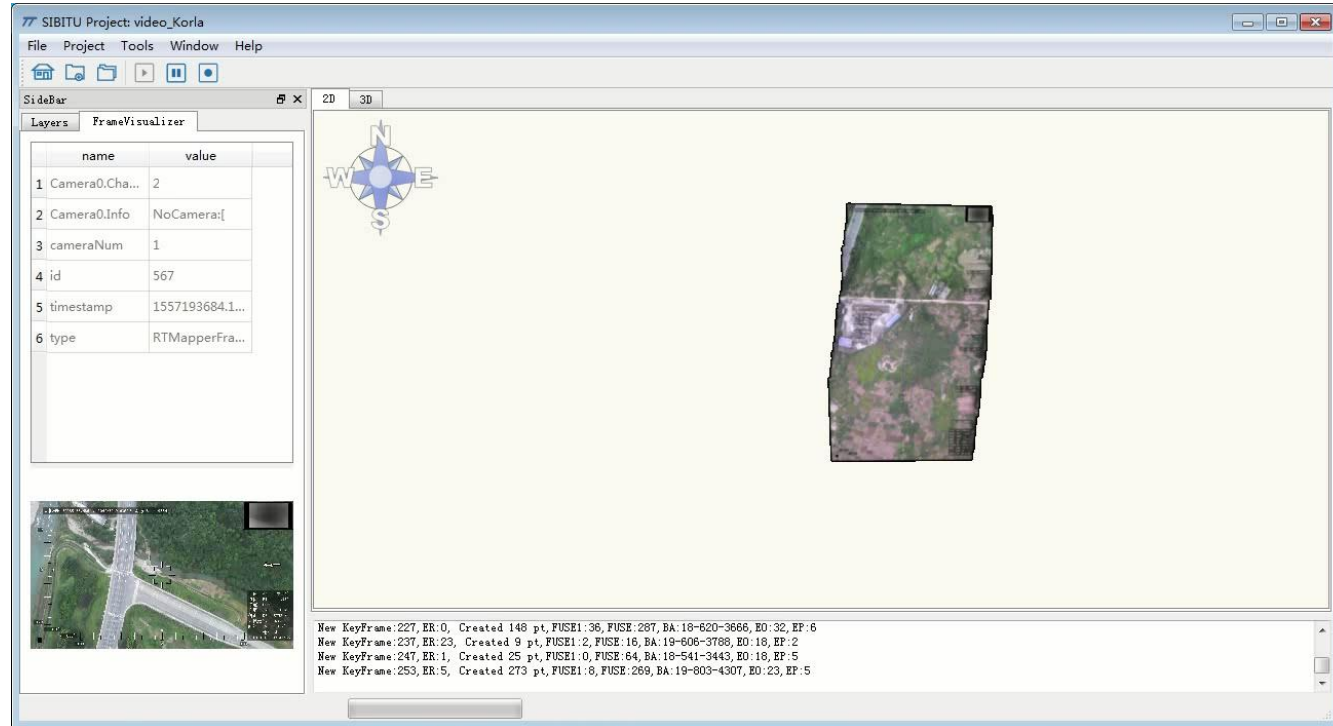 SIBITU Project: video_Korla
File Project Tools Window Help
SideBar
Layers FrameVisualizer
name value
1 Camera0.Cha... 2
2 Camera0.Info NoCamera:[
3 cameraNum 1
4 id 567
5 timestamp 1557193684.1...
6 type RTMapperFra...
2D 3D
N
W E
S
New KeyFrame:227,ER:0, Created 148 pt,FUSE1:36,FUSE:287,BA:18-620-3666,EO:32,EP:6
New KeyFrame:237,ER:23, Created 9 pt,FUSE1:2,FUSE:16,BA:19-606-3788,EO:18,EP:2
New KeyFrame:247,ER:1, Created 25 pt,FUSE1:0,FUSE:64,BA:18-541-3443,EO:18,EP:5
New KeyFrame:253,ER:5, Created 273 pt,FUSE1:8,FUSE:269,BA:19-803-4307,EO:23,EP:5